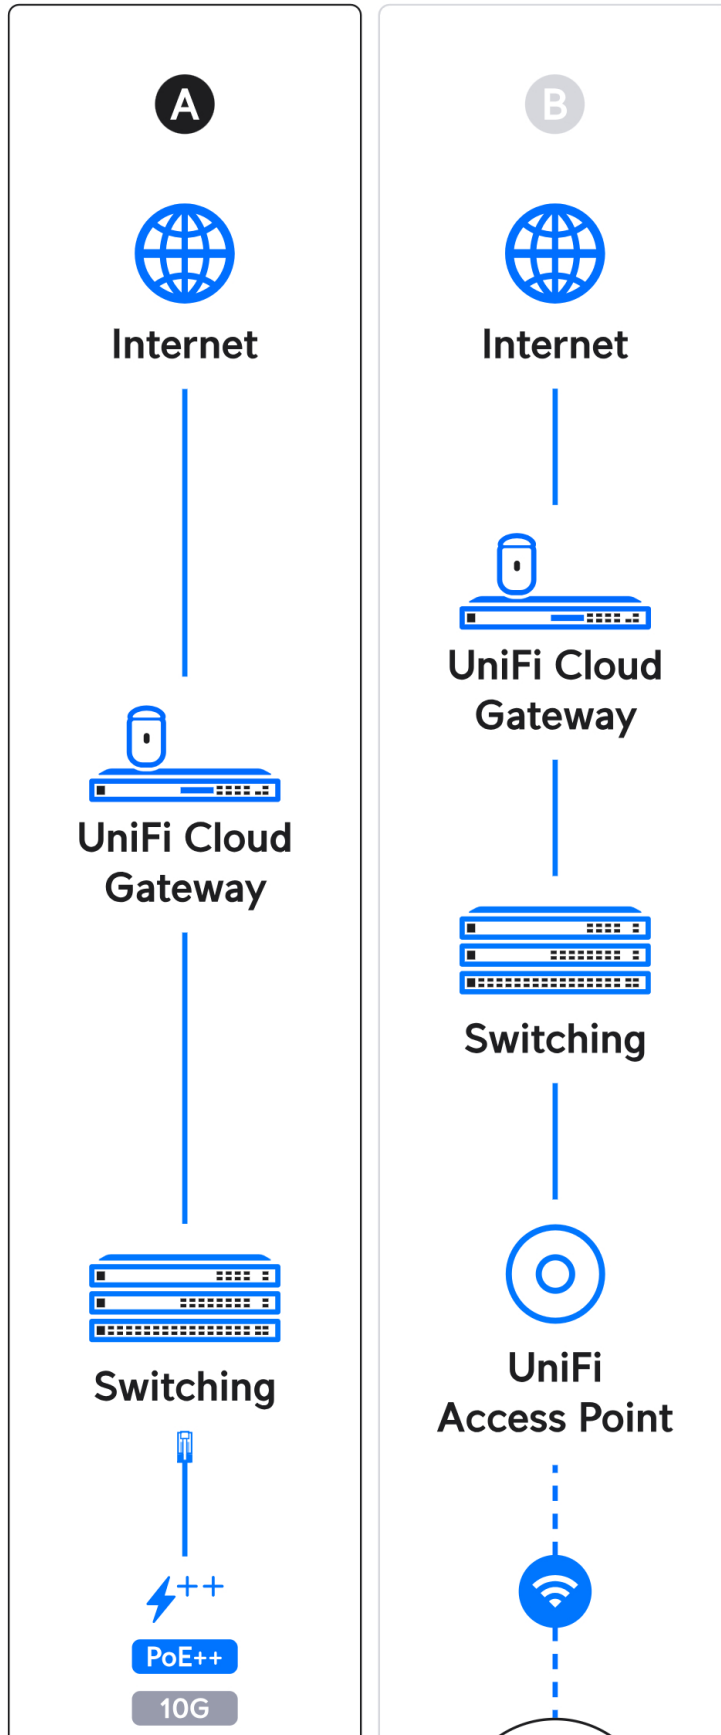 A
Internet
UniFi Cloud
Gateway
Switching
PoE++
10G
B
Internet
UniFi Cloud
Gateway
Switching
UniFi
Access Point